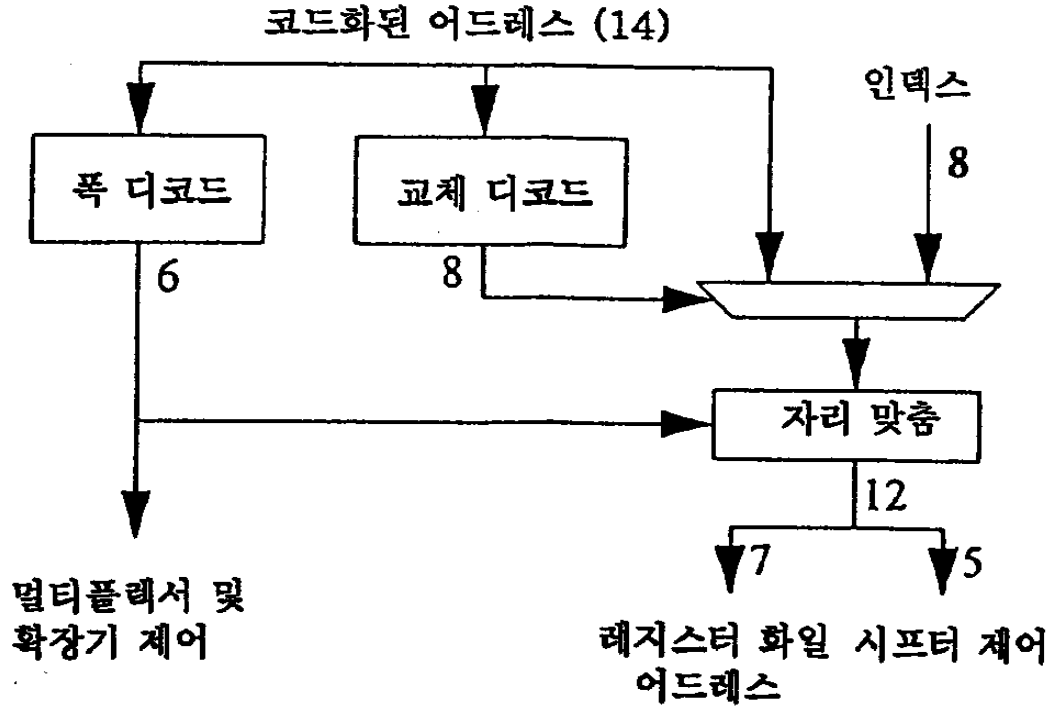 코드화된 어드레스 (14)
인덱스
8
폭 디코드
교체 디코드
6
8
자리 맞춤
12
7
5
멀티플렉서 및
확장기 제어
레지스터 화일
어드레스
시프터 제어